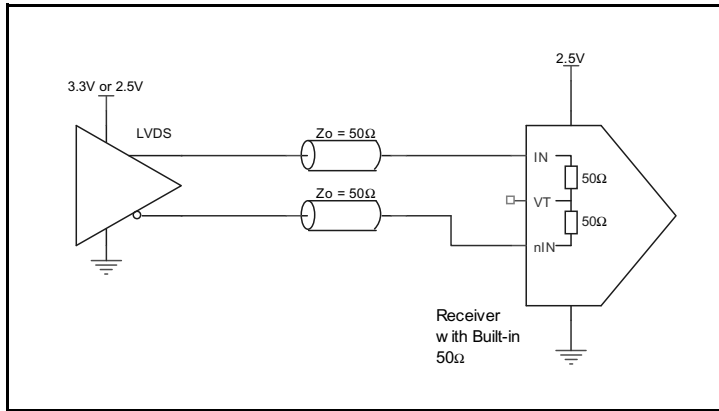 2.5V
3.3V or 2.5V
LVDS
Zo = 50Ω
IN
50Ω
Zo = 50Ω
VT
50Ω
nIN
Receiver
with Built-in
50Ω